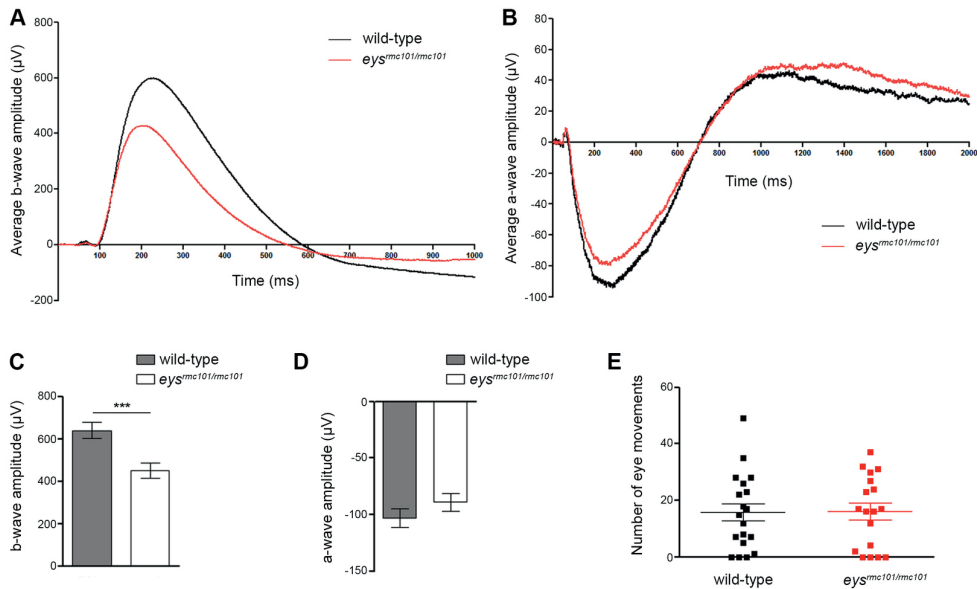 A
Average b-wave amplitude (µV)
800
600
400
200
0
-200
100 200 300 400 500 600 700 800 900 1000
Time (ms)
wild-type
eys^rmc101/rmc101
B
Average a-wave amplitude (µV)
80
60
40
20
0
-20
-40
-60
-80
-100
200 400 600 800 1000 1200 1400 1600 1800 2000
Time (ms)
wild-type
eys^rmc101/rmc101
C
wild-type
eys^rmc101/rmc101
b-wave amplitude (µV)
800
600
400
200
0
***
D
wild-type
eys^rmc101/rmc101
a-wave amplitude (µV)
0
-50
-100
-150
E
Number of eye movements
60
40
20
0
wild-type
eys^rmc101/rmc101